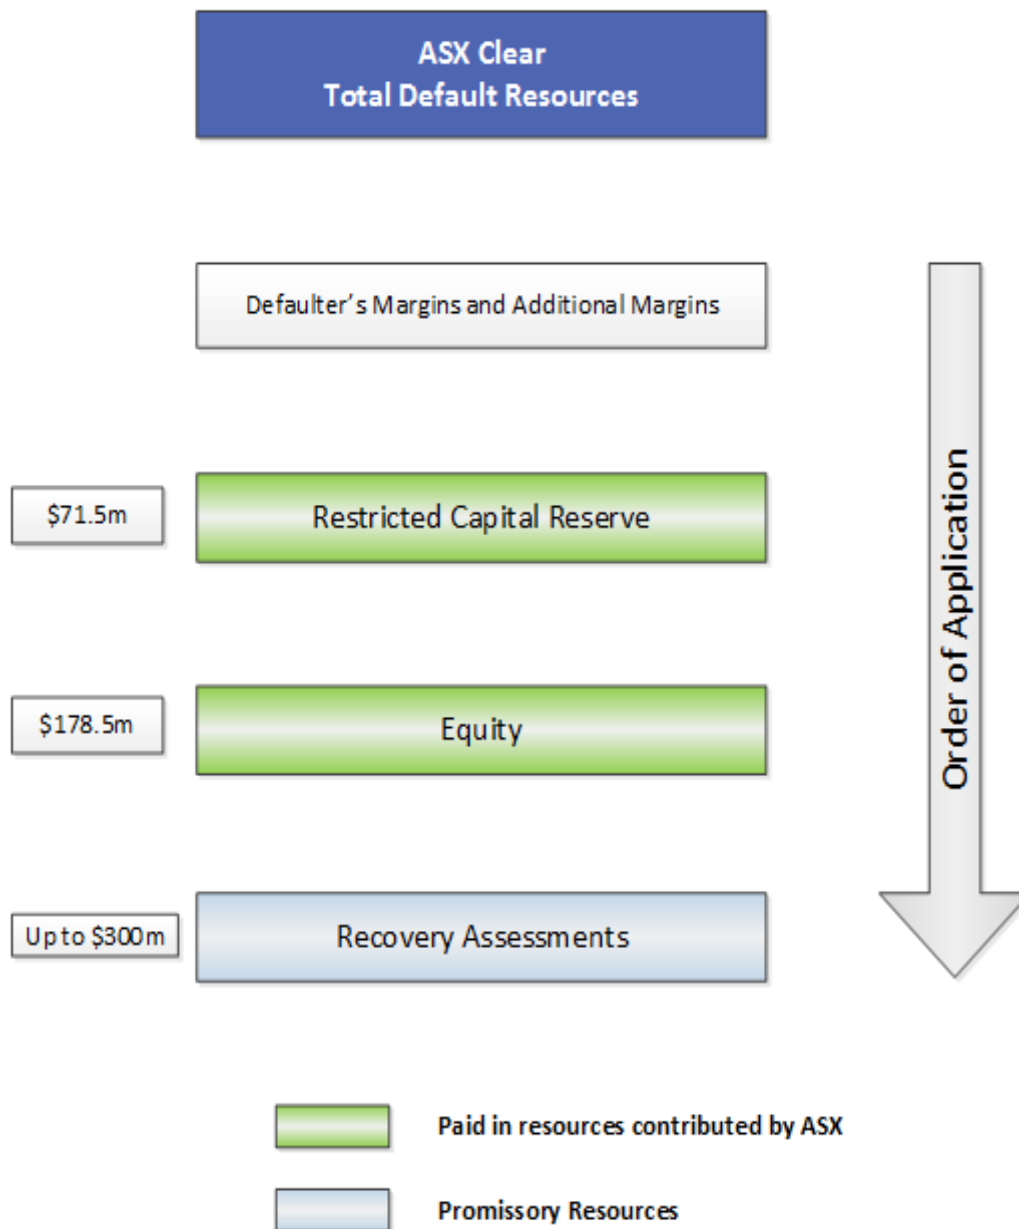 ASX Clear
Total Default Resources
Defaulter's Margins and Additional Margins
$71.5m
Restricted Capital Reserve
$178.5m
Equity
Up to $300m
Recovery Assessments
Order of Application
Paid in resources contributed by ASX
Promissory Resources